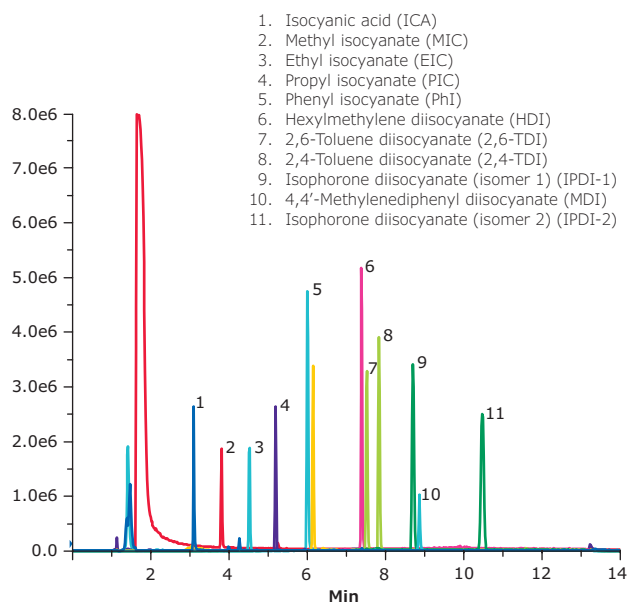 1. Isocyanic acid (ICA)
2. Methyl isocyanate (MIC)
3. Ethyl isocyanate (EIC)
4. Propyl isocyanate (PIC)
5. Phenyl isocyanate (PhI)
6. Hexylmethylene diisocyanate (HDI)
7. 2,6-Toluene diisocyanate (2,6-TDI)
8. 2,4-Toluene diisocyanate (2,4-TDI)
9. Isophorone diisocyanate (isomer 1) (IPDI-1)
10. 4,4′-Methylenediphenyl diisocyanate (MDI)
11. Isophorone diisocyanate (isomer 2) (IPDI-2)
8.0e6
7.0e6
6.0e6
5.0e6
4.0e6
3.0e6
2.0e6
1.0e6
0.0
1
2
3
4
5
6
7
8
9
10
11
2 4 6 8 10 12 14
Min